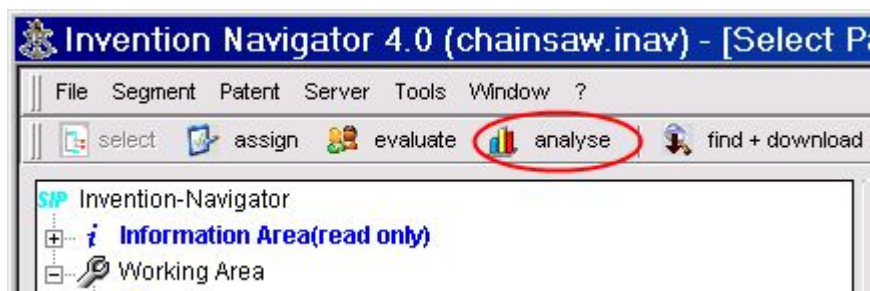 Invention Navigator 4.0 (chainsaw.inav) - [Select Pa
File Segment Patent Server Tools Window ?
select assign evaluate analyse find + download
SIP Invention-Navigator
i Information Area(read only)
Working Area